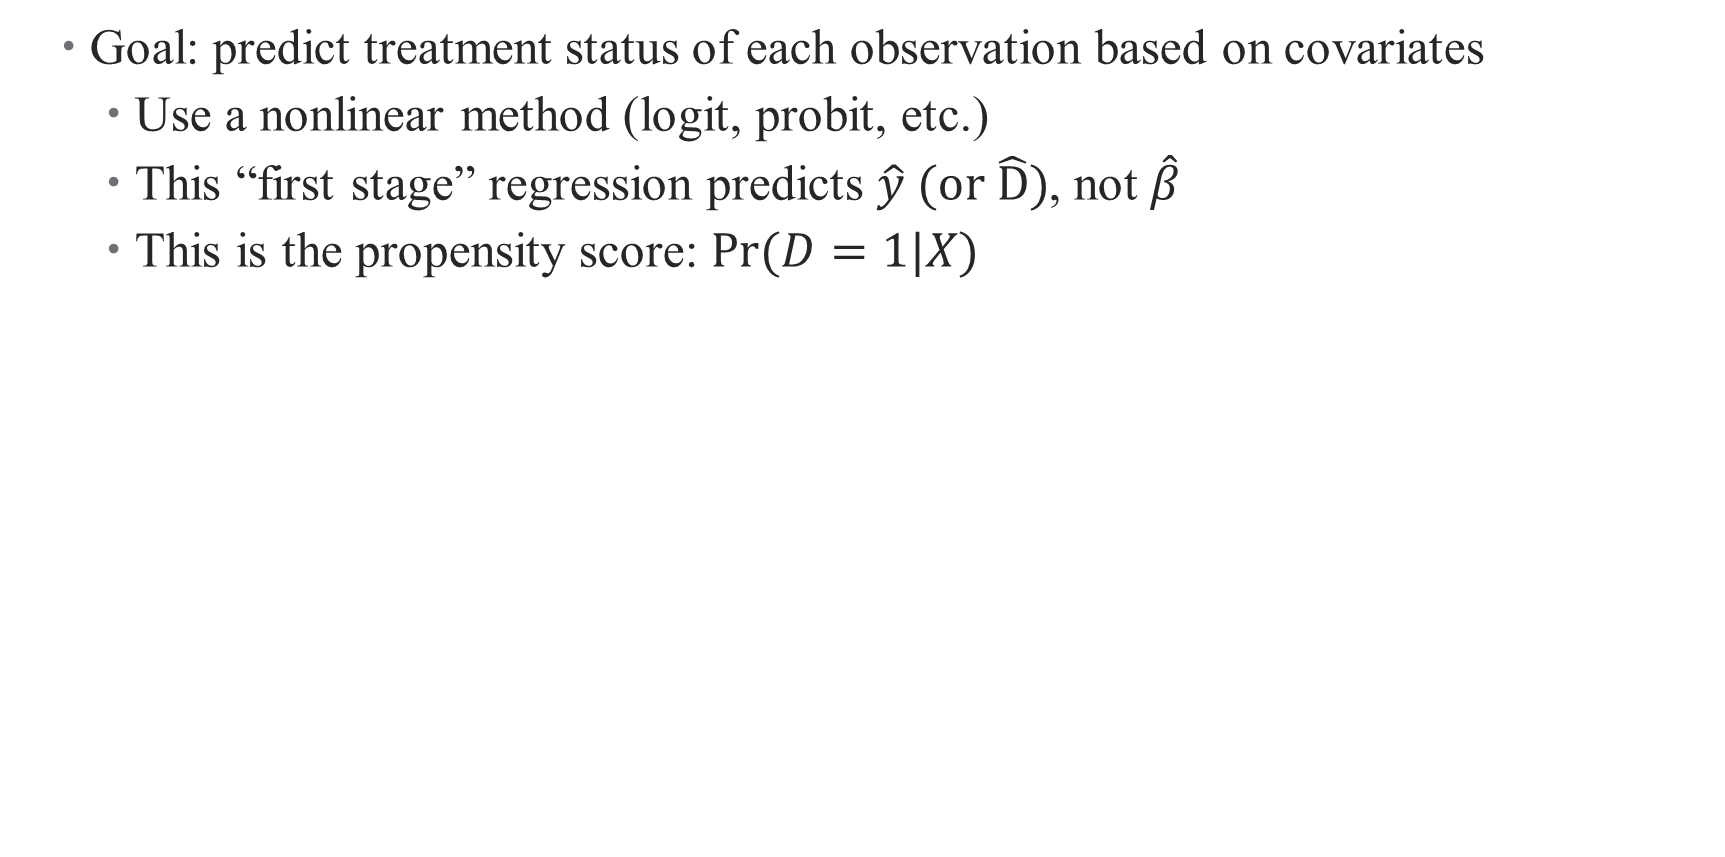 • Goal: predict treatment status of each observation based on covariates
• Use a nonlinear method (logit, probit, etc.)
• This “first stage” regression predicts ŷ (or D̂), not β̂
• This is the propensity score: Pr(D = 1|X)